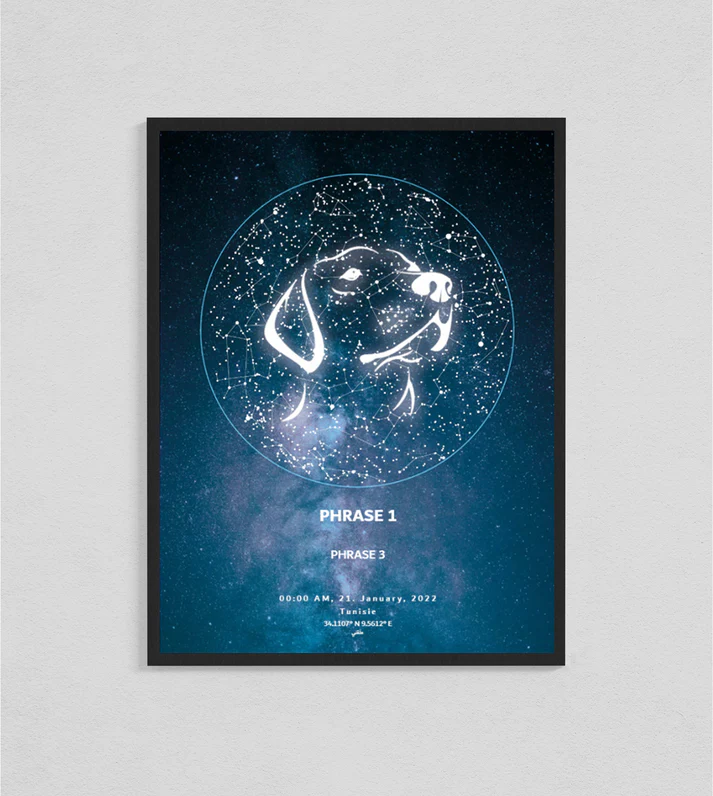 PHRASE 1
PHRASE 3
00:00 AM, 21. January, 2022
Tunisie
34.1107° N 9.5612° E